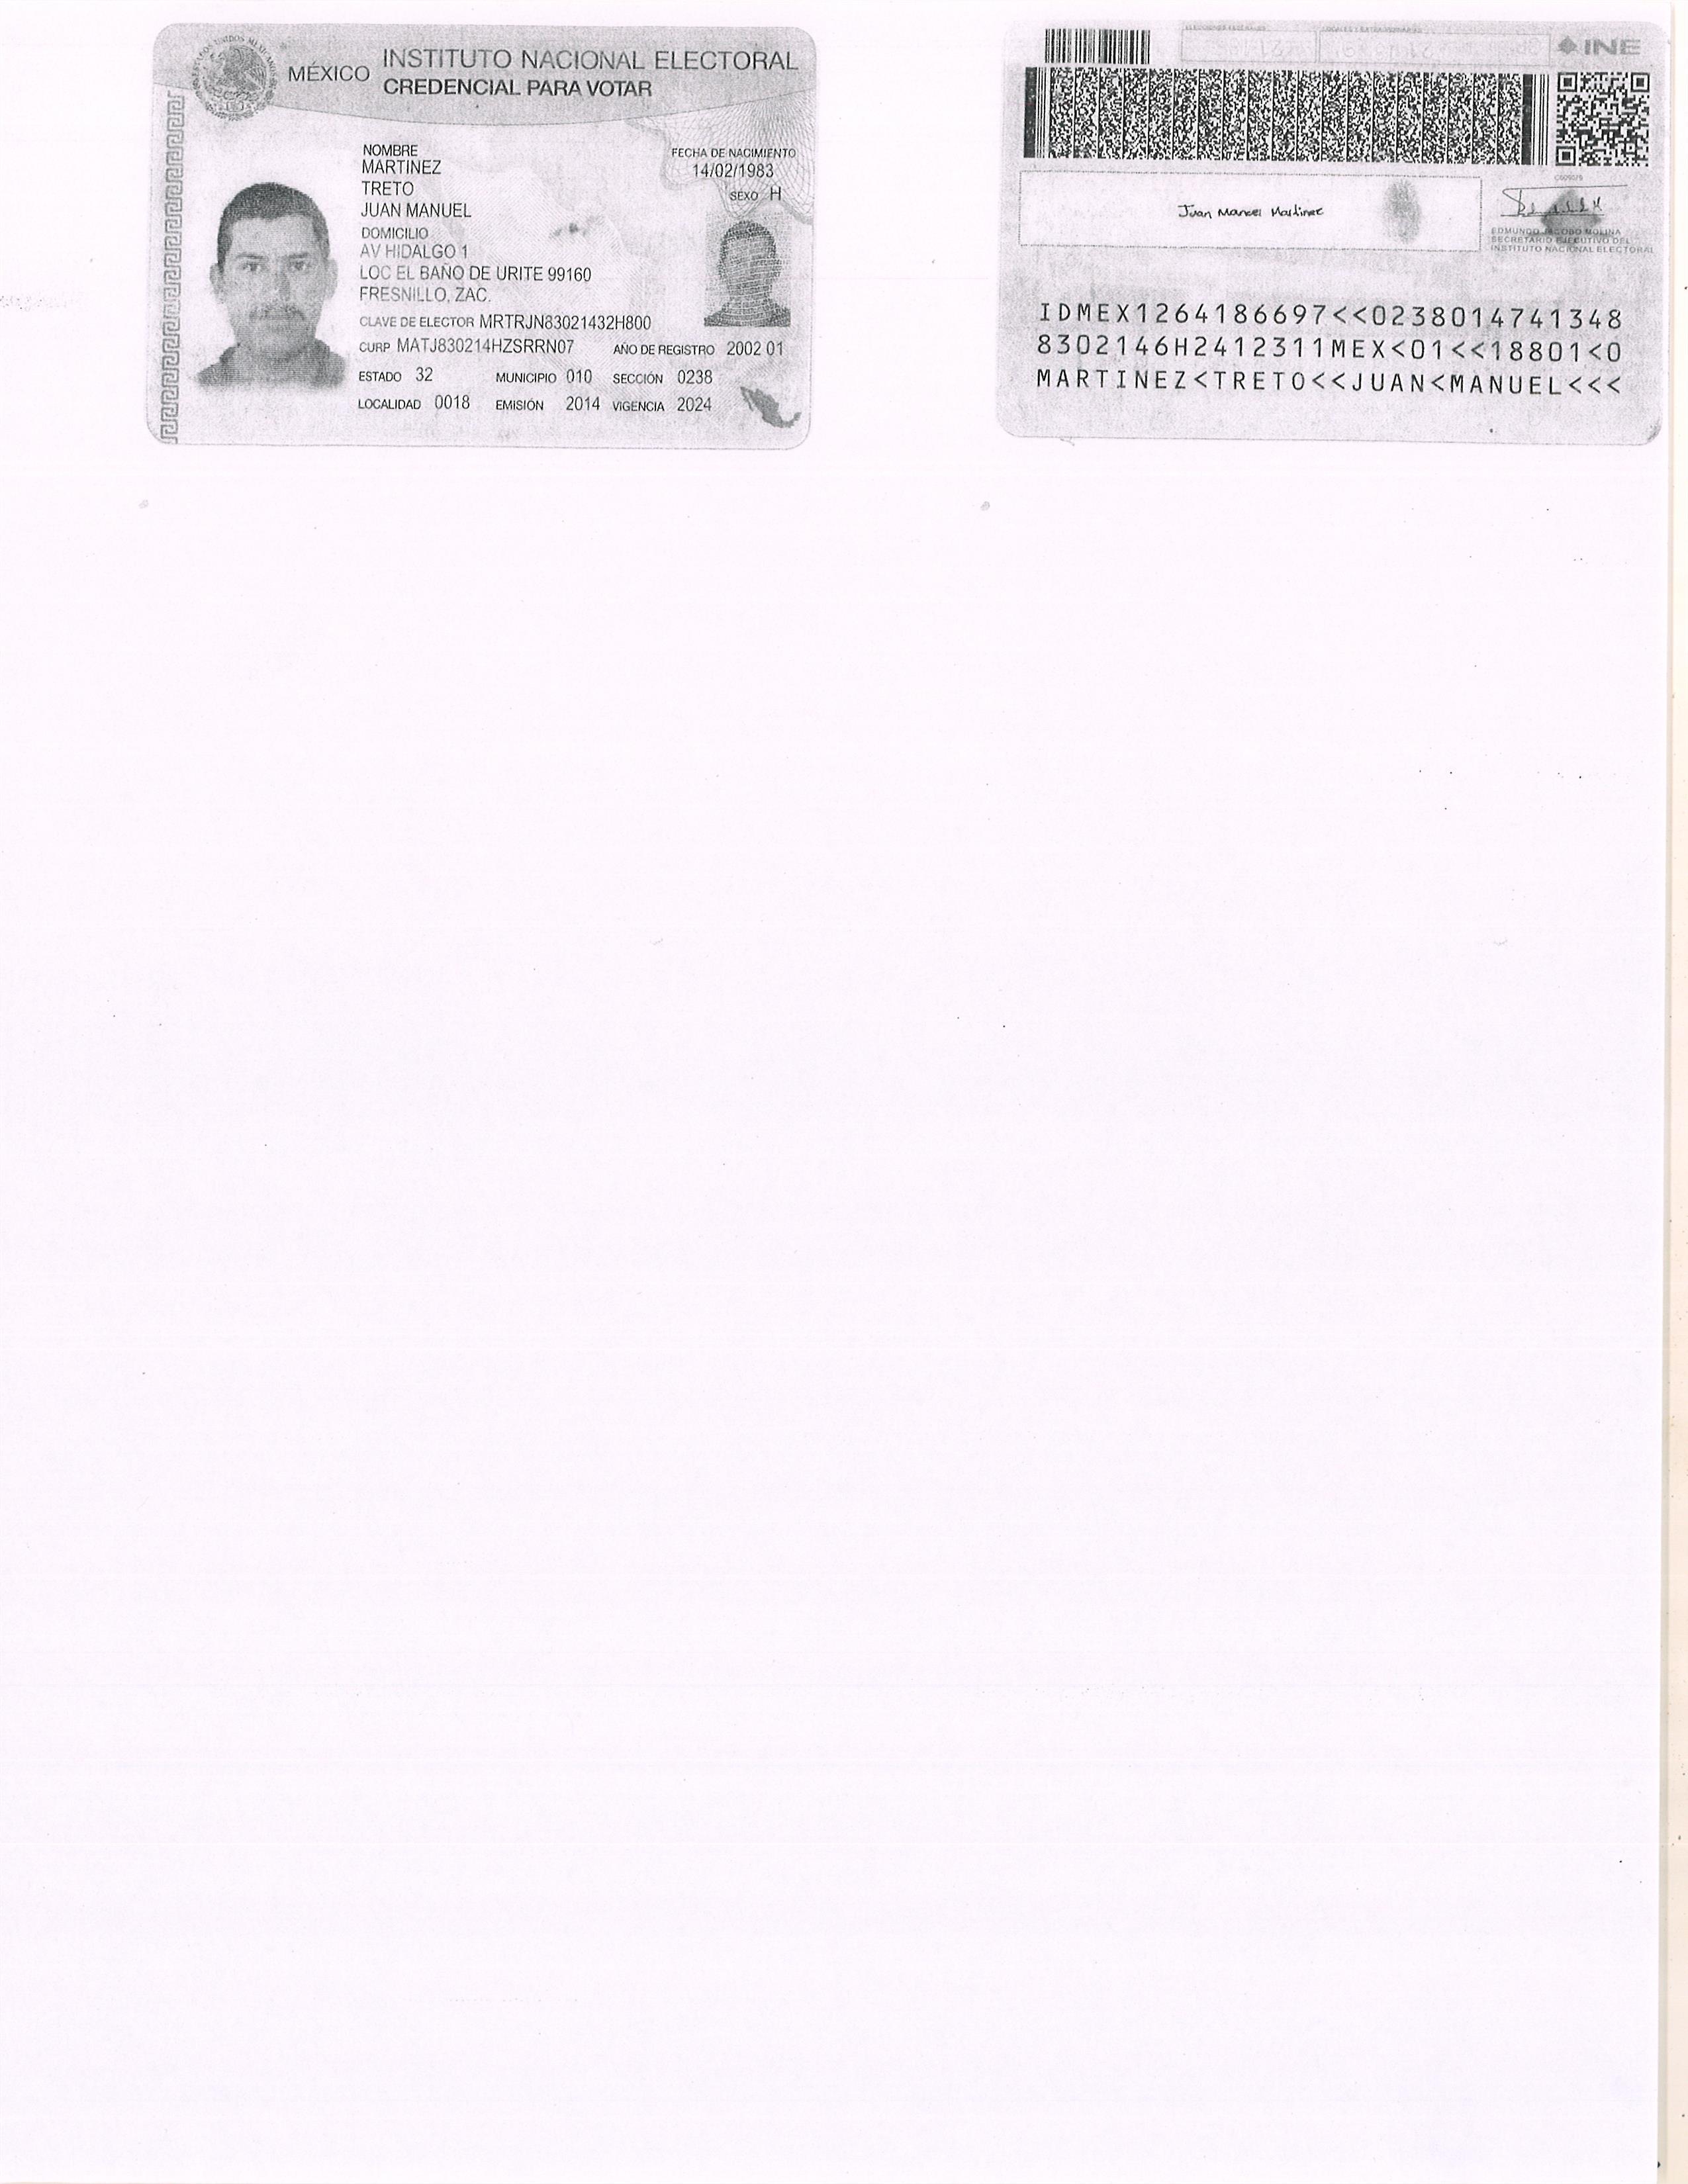 MÉXICO
INSTITUTO NACIONAL ELECTORAL
CREDENCIAL PARA VOTAR
NOMBRE
MARTINEZ
TRETO
JUAN MANUEL
FECHA DE NACIMIENTO
14/02/1983
SEXO H
DOMICILIO
AV HIDALGO 1
LOC EL BAÑO DE URITE 99160
FRESNILLO, ZAC.
CLAVE DE ELECTOR MRTRJN83021432H800
CURP MATJ830214HZSRRN07 AÑO DE REGISTRO 2002 01
ESTADO 32 MUNICIPIO 010 SECCIÓN 0238
LOCALIDAD 0018 EMISIÓN 2014 VIGENCIA 2024
INE
Juan Manuel Martinez
EDMUNDO JACOBO MOLINA
SECRETARIO EJECUTIVO DEL
INSTITUTO NACIONAL ELECTORAL
IDMEX1264186697<<0238014741348
8302146H2412311MEX<01<<18801<0
MARTINEZ<TRETO<<JUAN<MANUEL<<<